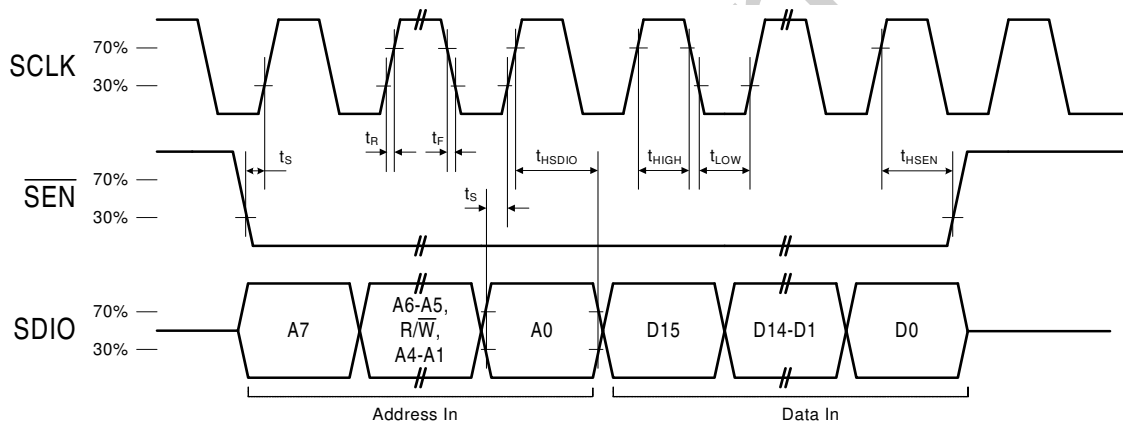 SCLK
70%
30%
tR
tF
tS
tHSDIO
tHIGH
tLOW
tHSEN
SEN
70%
30%
tS
SDIO
70%
30%
A7
A6-A5,
R/W,
A4-A1
A0
D15
D14-D1
D0
Address In
Data In